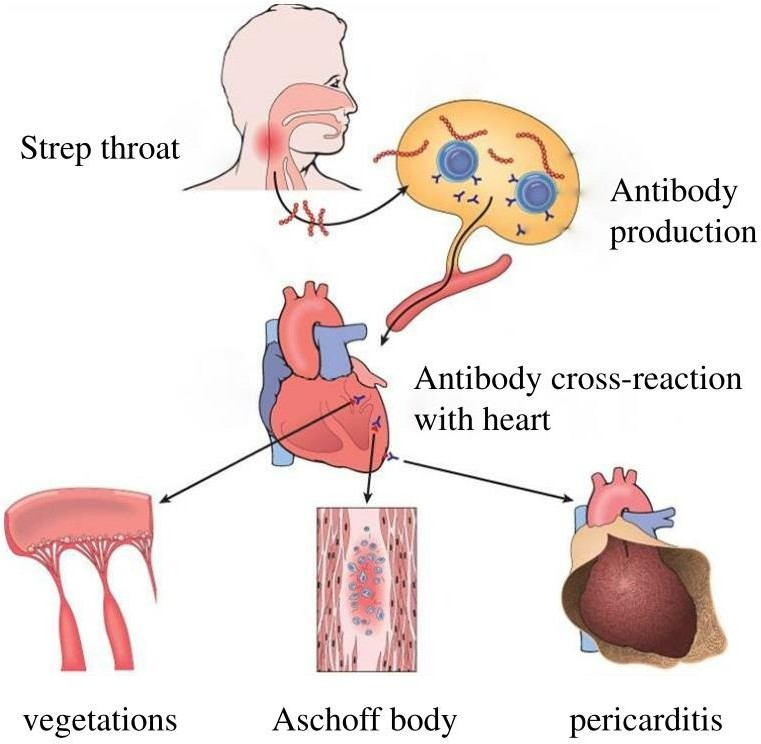 Strep throat
Antibody
production
Antibody cross-reaction
with heart
vegetations
Aschoff body
pericarditis